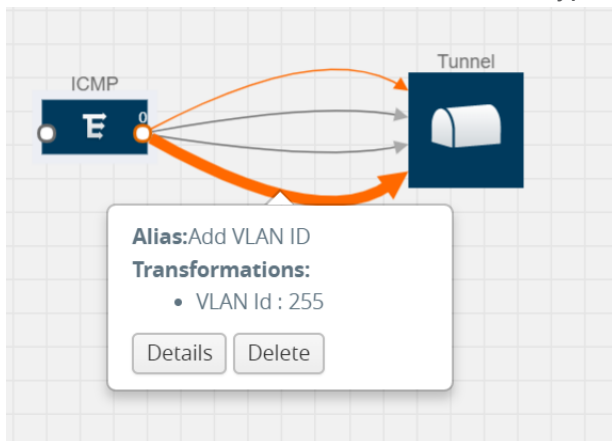 Tunnel
ICMP
0
Alias:Add VLAN ID
Transformations:
• VLAN Id : 255
Details Delete